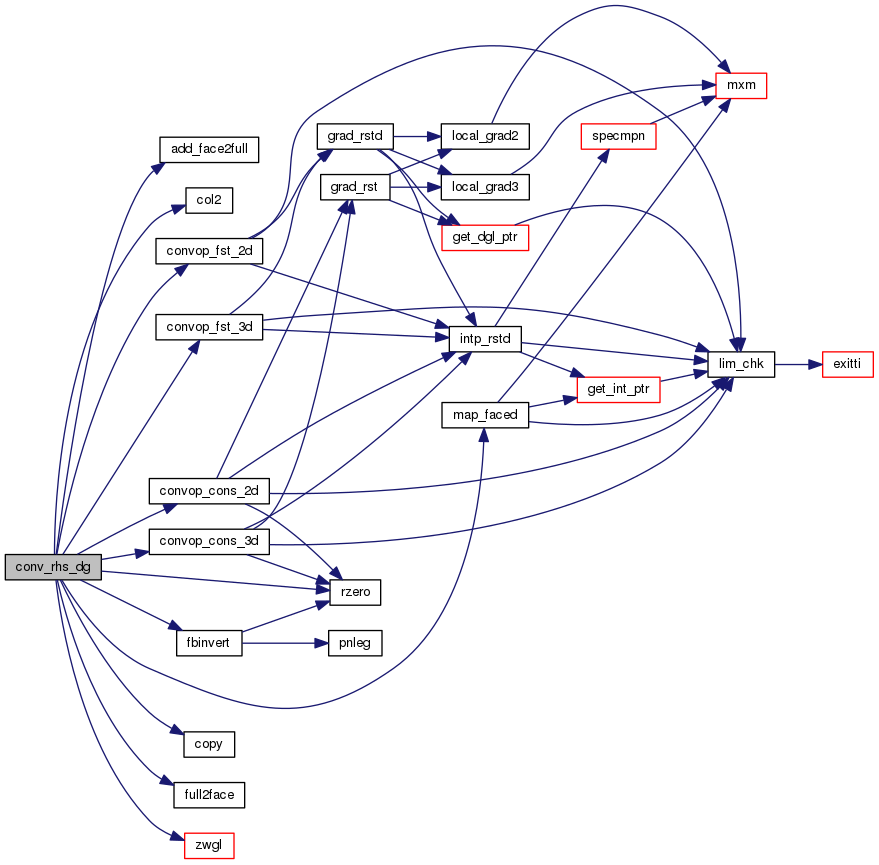 mxm
add_face2full
grad_rstd
local_grad2
specmpn
col2
grad_rst
local_grad3
convop_fst_2d
get_dgl_ptr
convop_fst_3d
intp_rstd
lim_chk
exitti
get_int_ptr
map_faced
convop_cons_2d
convop_cons_3d
conv_rhs_dg
rzero
fbinvert
pnleg
copy
full2face
zwgl